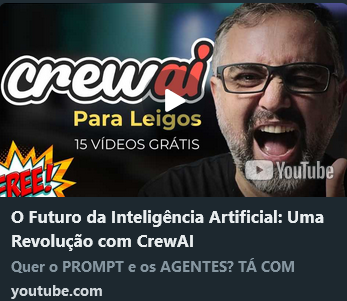 crewai
Para Leigos
15 VÍDEOS GRÁTIS
YouTube
FREE!
O Futuro da Inteligência Artificial: Uma
Revolução com CrewAI
Quer o PROMPT e os AGENTES? TÁ COM
youtube.com